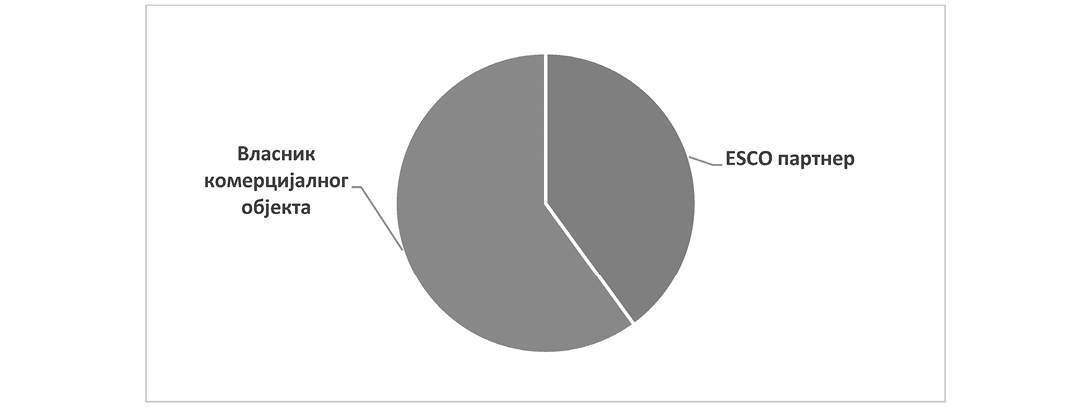 Власник
комерцијалног
објекта
ESCO партнер